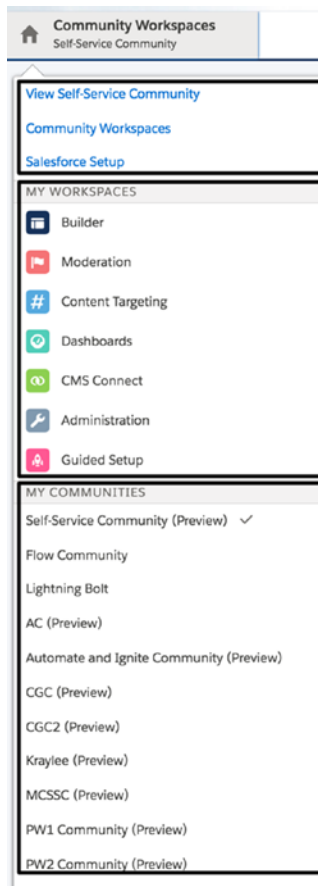 Community Workspaces
Self-Service Community
View Self-Service Community
Community Workspaces
Salesforce Setup
MY WORKSPACES
Builder
Moderation
# Content Targeting
Dashboards
CMS Connect
Administration
Guided Setup
MY COMMUNITIES
Self-Service Community (Preview) ✓
Flow Community
Lightning Bolt
AC (Preview)
Automate and Ignite Community (Preview)
CGC (Preview)
CGC2 (Preview)
Kraylee (Preview)
MCSSC (Preview)
PW1 Community (Preview)
PW2 Community (Preview)